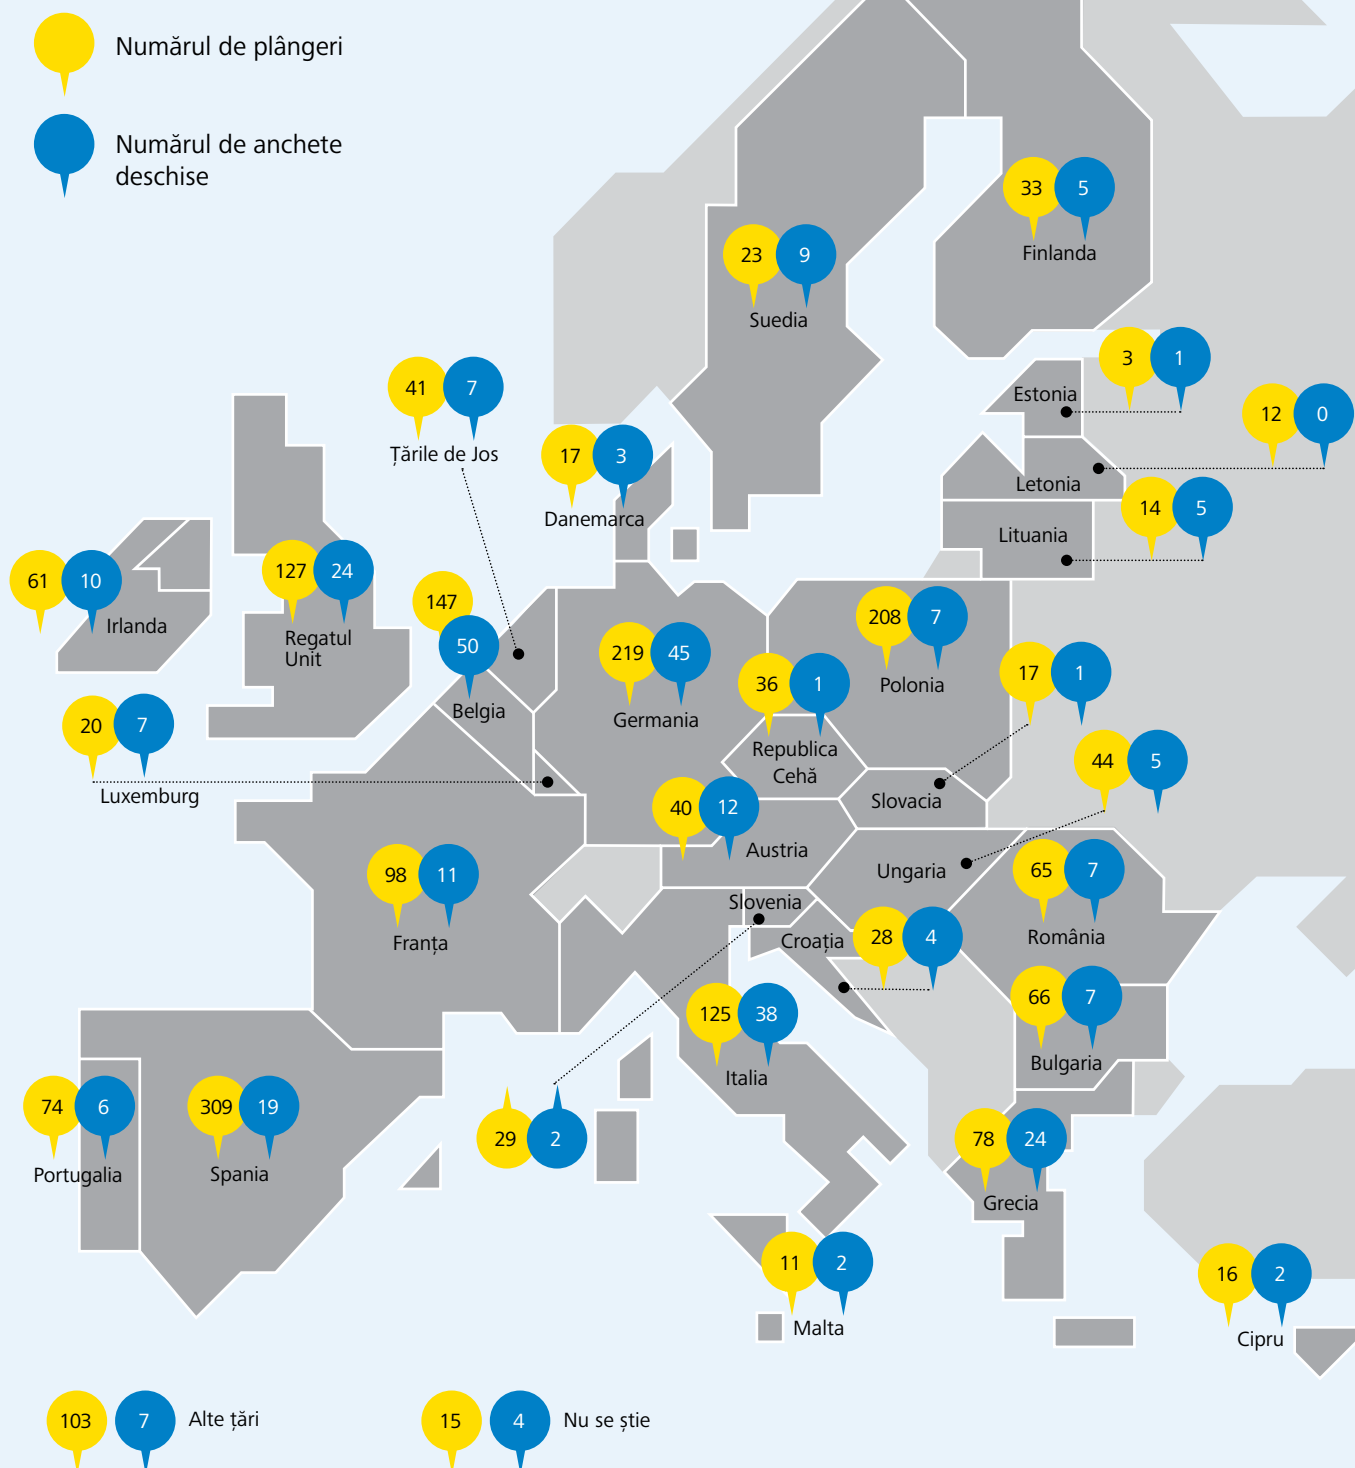 Numărul de plângeri
Numărul de anchete
deschise
33 5
Finlanda
23 9
Suedia
3 1
Estonia
41 7
Țările de Jos
12 0
Letonia
17 3
Danemarca
14 5
Lituania
61 10
Irlanda
127 24
Regatul
Unit
147
50
Belgia
219 45
Germania
208 7
Polonia
36 1
Republica
Cehă
17 1
Slovacia
20 7
Luxemburg
44 5
Ungaria
40 12
Austria
98 11
Franța
65 7
România
Slovenia
29 2
Croația
28 4
125 38
Italia
66 7
Bulgaria
74 6
Portugalia
309 19
Spania
78 24
Grecia
11 2
Malta
16 2
Cipru
103 7 Alte țări
15 4 Nu se știe